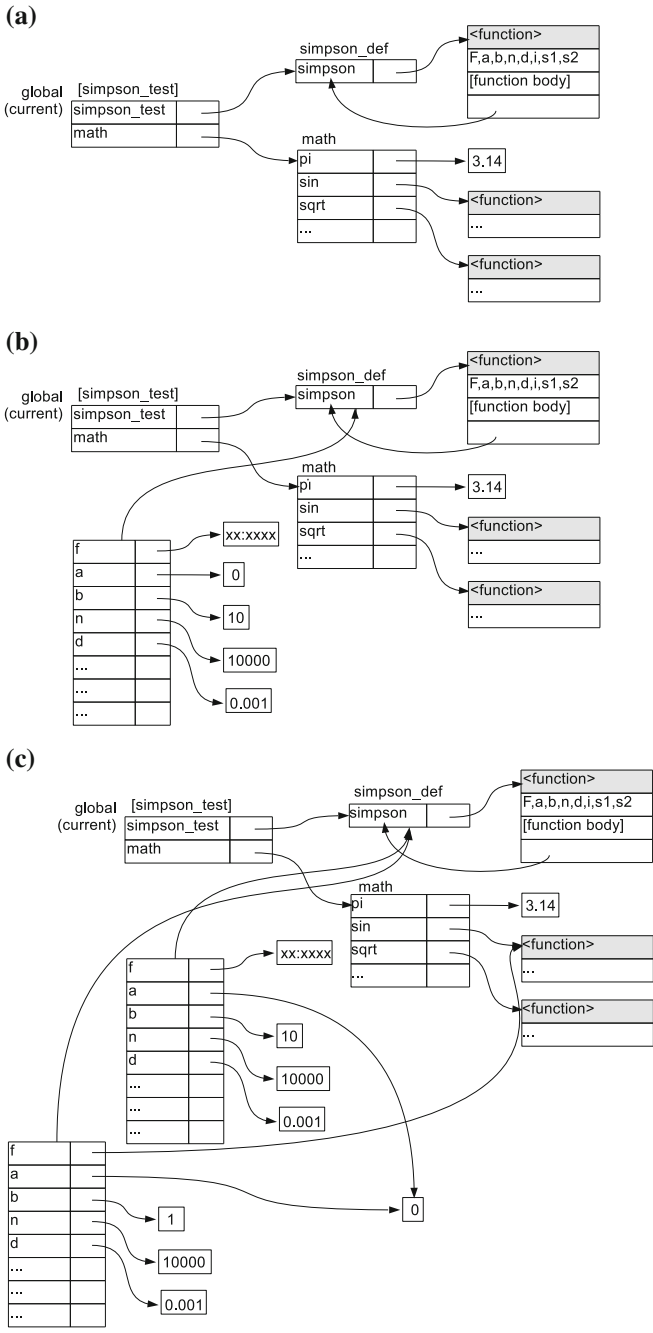 (a)
simpson_def
<function>
F,a,b,n,d,i,s1,s2
[function body]
simpson
global
(current)
[simpson_test]
simpson_test
math
math
pi
sin
sqrt
...
3.14
<function>
...
<function>
...
(b)
simpson_def
<function>
F,a,b,n,d,i,s1,s2
[function body]
simpson
global
(current)
[simpson_test]
simpson_test
math
math
pi
sin
sqrt
...
3.14
<function>
...
<function>
...
f
a
b
n
d
...
...
...
xx:xxxx
0
10
10000
0.001
(c)
simpson_def
<function>
F,a,b,n,d,i,s1,s2
[function body]
simpson
global
(current)
[simpson_test]
simpson_test
math
math
pi
sin
sqrt
...
3.14
<function>
...
<function>
...
f
a
b
n
d
...
...
...
xx:xxxx
10
10000
0.001
f
a
b
n
d
...
...
...
0
1
10000
0.001